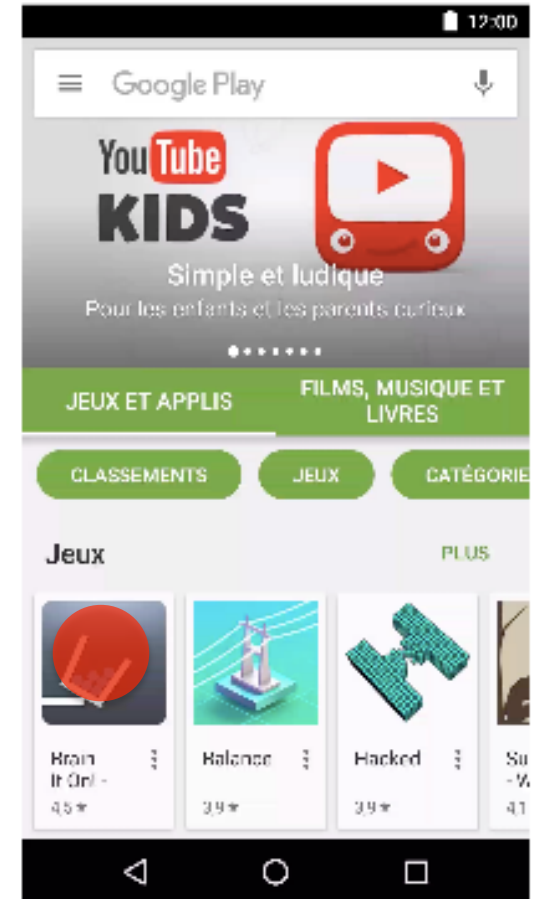 12:00
Google Play
YouTube
KIDS
Simple et ludique
Pour les enfants et les parents curieux
JEUX ET APPLIS
FILMS, MUSIQUE ET
LIVRES
CLASSEMENTS
JEUX
CATÉGORIE
Jeux
PLUS
Brain
It On! -
4,5 ★
Balance
3,9 ★
Hacked
3,9 ★
Su
- W
4,1